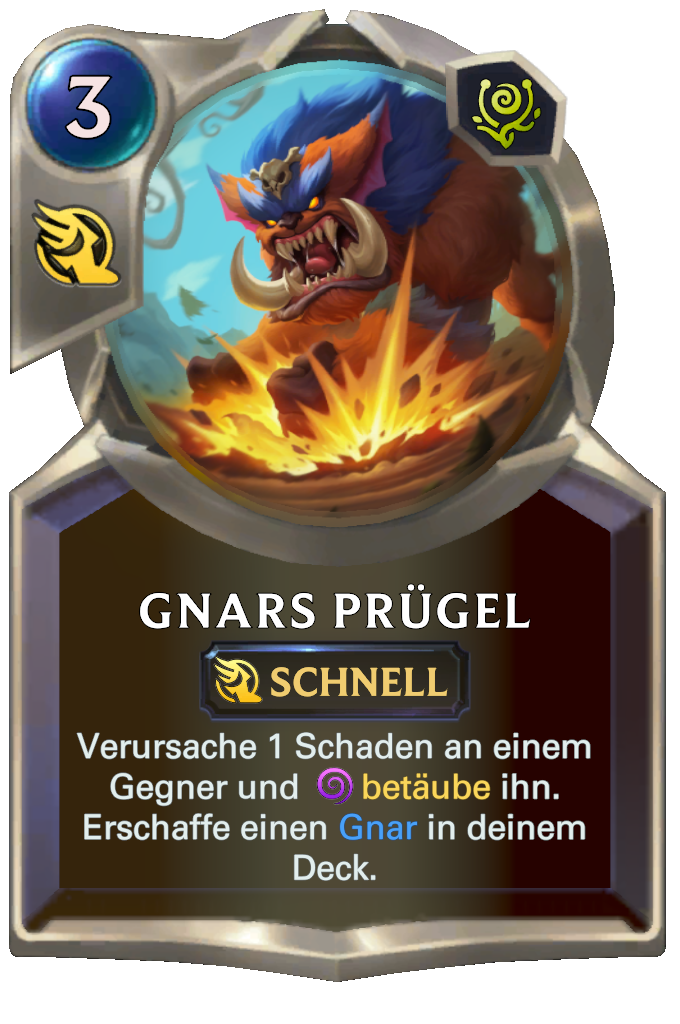 3
GNARS PRÜGEL
SCHNELL
Verursache 1 Schaden an einem
Gegner und betäube ihn.
Erschaffe einen Gnar in deinem
Deck.